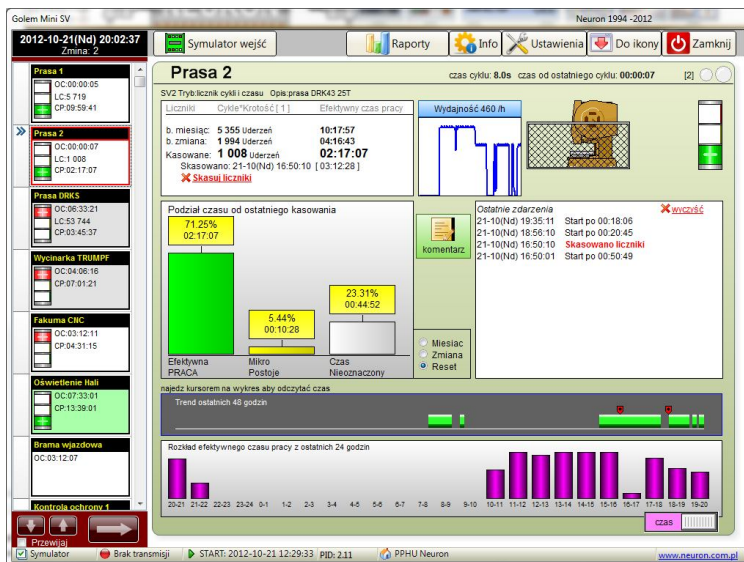 Golem Mini SV
Neuron 1994 -2012
2012-10-21(Nd) 20:02:37
Zmina: 2
Symulator wejść
Raporty
Info
Ustawienia
Do ikony
Zamknij
Prasa 1
OC:00:00:05
LC:5 719
CP:09:59:41
Prasa 2
OC:00:00:07
LC:1 008
CP:02:17:07
Prasa DRKS
OC:06:33:21
LC:53 744
CP:03:45:37
Wycinarka TRUMPF
OC:04:06:16
CP:07:01:21
Fakuma CNC
OC:03:12:11
CP:04:31:15
Oświetlenie Hali
OC:07:33:01
CP:13:39:01
Brama wjazdowa
OC:03:12:07
Kontrola ochrony 1
Przewijaj
Prasa 2
czas cyklu: 8.0s czas od ostatniego cyklu: 00:00:07
[2]
SV2 Tryb:licznik cykli i czasu Opis:prasa DRK43 25T
Liczniki Cykle*Krotość [ 1 ] Efektywny czas pracy
b. miesiąc: 5 355 Uderzeń 10:17:57
b. zmiana: 1 994 Uderzeń 04:16:43
Kasowane: 1 008 Uderzeń 02:17:07
Skasowano: 21-10(Nd) 16:50:10 [ 03:12:28 ]
Skasuj liczniki
Wydajność 460 /h
Podział czasu od ostatniego kasowania
71.25%
02:17:07
5.44%
00:10:28
23.31%
00:44:52
Efektywna
PRACA
Mikro
Postoje
Czas
Nieoznaczony
komentarz
Miesiac
Zmiana
Reset
Ostatnie zdarzenia
wyczyść
21-10(Nd) 19:35:11 Start po 00:18:06
21-10(Nd) 18:56:10 Start po 00:20:45
21-10(Nd) 16:50:10 Skasowano liczniki
21-10(Nd) 16:50:01 Start po 00:50:49
najedz kursorem na wykres aby odczytać czas
Trend ostatnich 48 godzin
Rozkład efektywnego czasu pracy z ostatnich 24 godzin
20-21 21-22 22-23 23-24 0-1 1-2 2-3 3-4 4-5 5-6 6-7 7-8 8-9 9-10 10-11 11-12 12-13 13-14 14-15 15-16 16-17 17-18 18-19 19-20
czas
Symulator
Brak transmisji
START: 2012-10-21 12:29:33
PID: 2.11
PPHU Neuron
www.neuron.com.pl